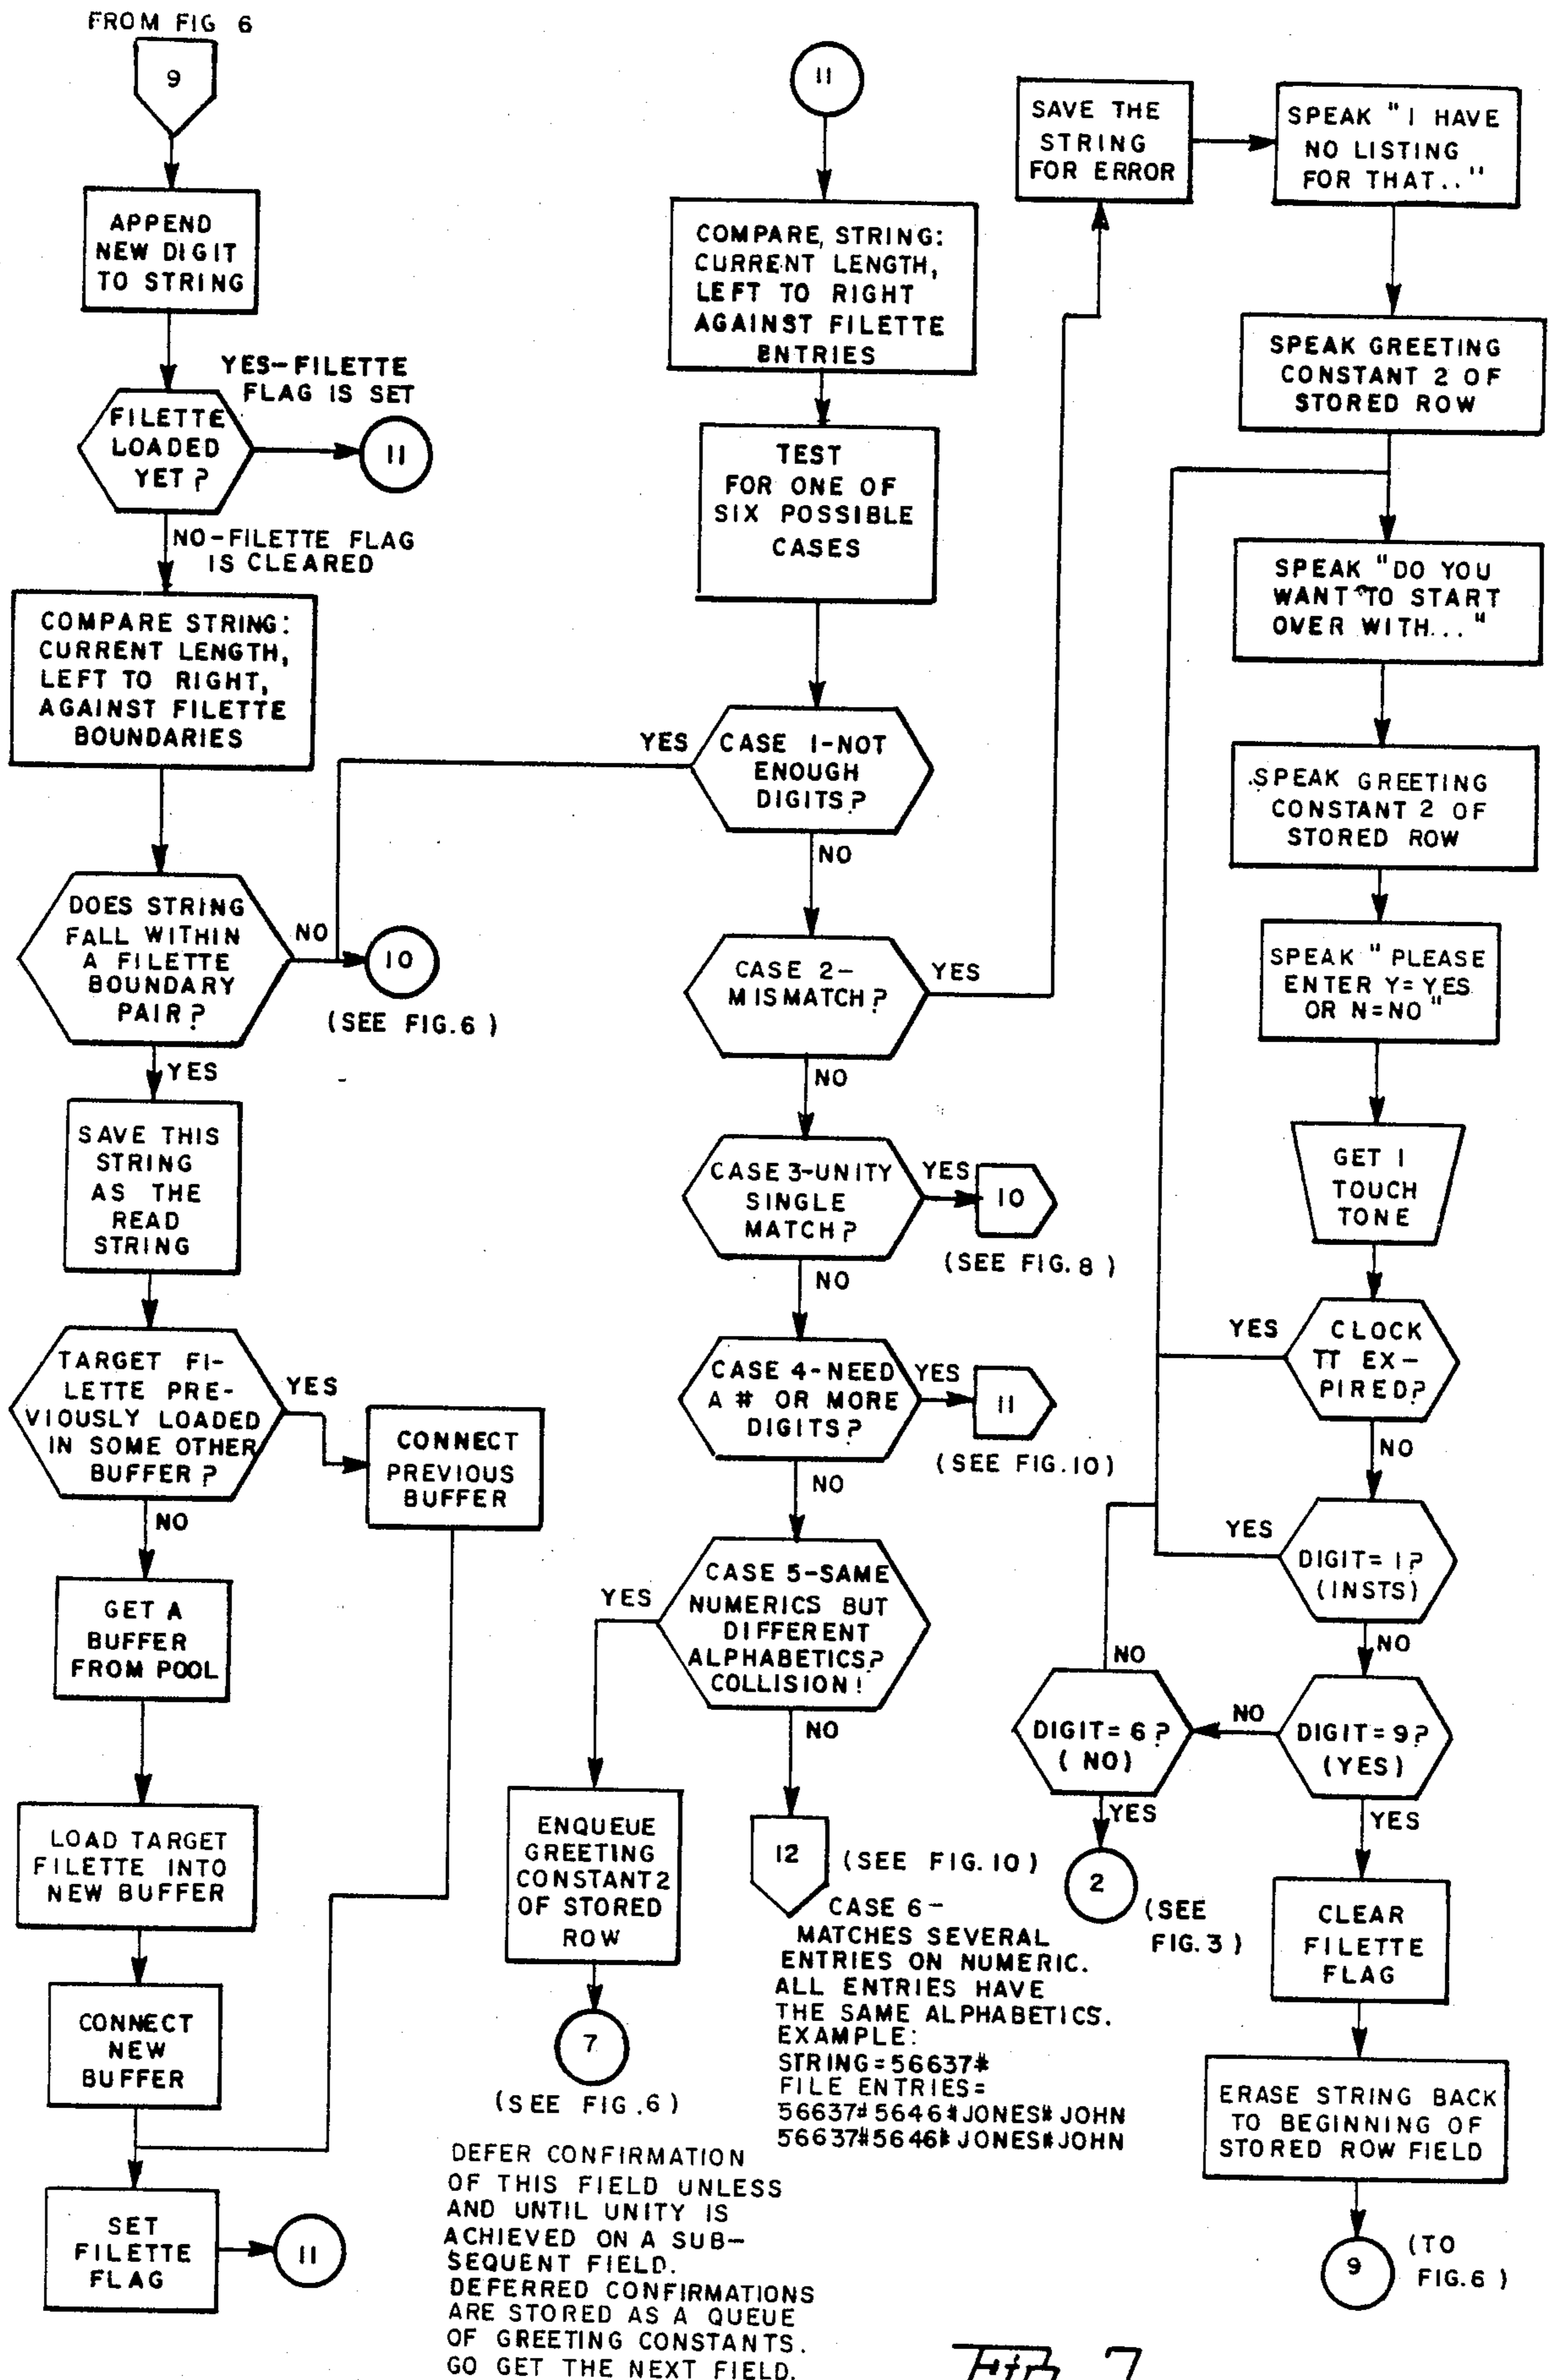 FROM FIG 6
9
APPEND
NEW DIGIT
TO STRING
YES-FILETTE
FLAG IS SET
FILETTE
LOADED
YET?
11
NO-FILETTE FLAG
IS CLEARED
COMPARE STRING:
CURRENT LENGTH,
LEFT TO RIGHT,
AGAINST FILETTE
BOUNDARIES
DOES STRING
FALL WITHIN
A FILETTE
BOUNDARY
PAIR?
NO
10
(SEE FIG.6)
YES
SAVE THIS
STRING
AS THE
READ
STRING
TARGET FI-
LETTE PRE-
VIOUSLY LOADED
IN SOME OTHER
BUFFER?
YES
CONNECT
PREVIOUS
BUFFER
NO
GET A
BUFFER
FROM POOL
LOAD TARGET
FILETTE INTO
NEW BUFFER
CONNECT
NEW
BUFFER
SET
FILETTE
FLAG
11
11
COMPARE, STRING:
CURRENT LENGTH,
LEFT TO RIGHT
AGAINST FILETTE
ENTRIES
TEST
FOR ONE OF
SIX POSSIBLE
CASES
YES
CASE 1-NOT
ENOUGH
DIGITS?
NO
CASE 2-
MISMATCH?
YES
NO
CASE 3-UNITY
SINGLE
MATCH?
YES
10
(SEE FIG. 8)
NO
CASE 4-NEED
A # OR MORE
DIGITS?
YES
11
(SEE FIG.10)
NO
CASE 5-SAME
NUMERICS BUT
DIFFERENT
ALPHABETICS?
COLLISION!
YES
NO
ENQUEUE
GREETING
CONSTANT 2
OF STORED
ROW
7
(SEE FIG.6)
DEFER CONFIRMATION
OF THIS FIELD UNLESS
AND UNTIL UNITY IS
ACHIEVED ON A SUB-
SEQUENT FIELD.
DEFERRED CONFIRMATIONS
ARE STORED AS A QUEUE
OF GREETING CONSTANTS.
GO GET THE NEXT FIELD.
12
(SEE FIG.10)
CASE 6-
MATCHES SEVERAL
ENTRIES ON NUMERIC.
ALL ENTRIES HAVE
THE SAME ALPHABETICS.
EXAMPLE:
STRING=56637#
FILE ENTRIES=
56637#5646#JONES#JOHN
56637#5646#JONES#JOHN
SAVE THE
STRING
FOR ERROR
SPEAK "I HAVE
NO LISTING
FOR THAT.."
SPEAK GREETING
CONSTANT 2 OF
STORED ROW
SPEAK "DO YOU
WANT TO START
OVER WITH..."
SPEAK GREETING
CONSTANT 2 OF
STORED ROW
SPEAK "PLEASE
ENTER Y=YES
OR N=NO"
GET 1
TOUCH
TONE
YES
CLOCK
TT EX-
PIRED?
NO
YES
DIGIT=1?
(INSTS)
NO
DIGIT=9?
(YES)
NO
DIGIT=6?
(NO)
NO
YES
2
(SEE
FIG.3)
YES
CLEAR
FILETTE
FLAG
ERASE STRING BACK
TO BEGINNING OF
STORED ROW FIELD
9
(TO
FIG.6)
Fig. 7